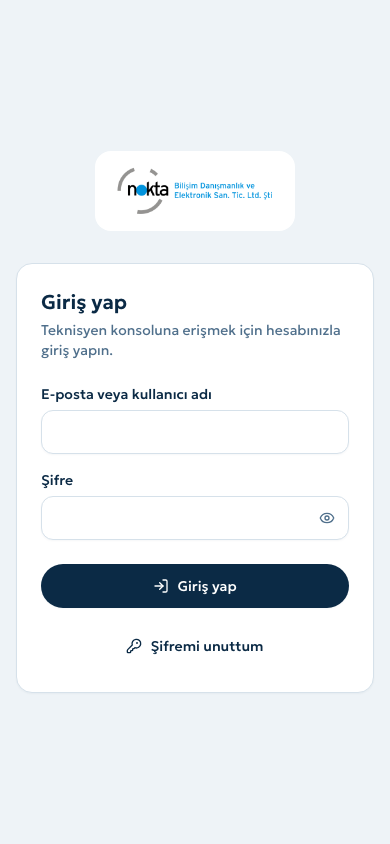 nokta
Bilişim Danışmanlık ve
Elektronik San. Tic. Ltd. Şti
Giriş yap
Teknisyen konsoluna erişmek için hesabınızla
giriş yapın.
E-posta veya kullanıcı adı
Şifre
Giriş yap
Şifremi unuttum